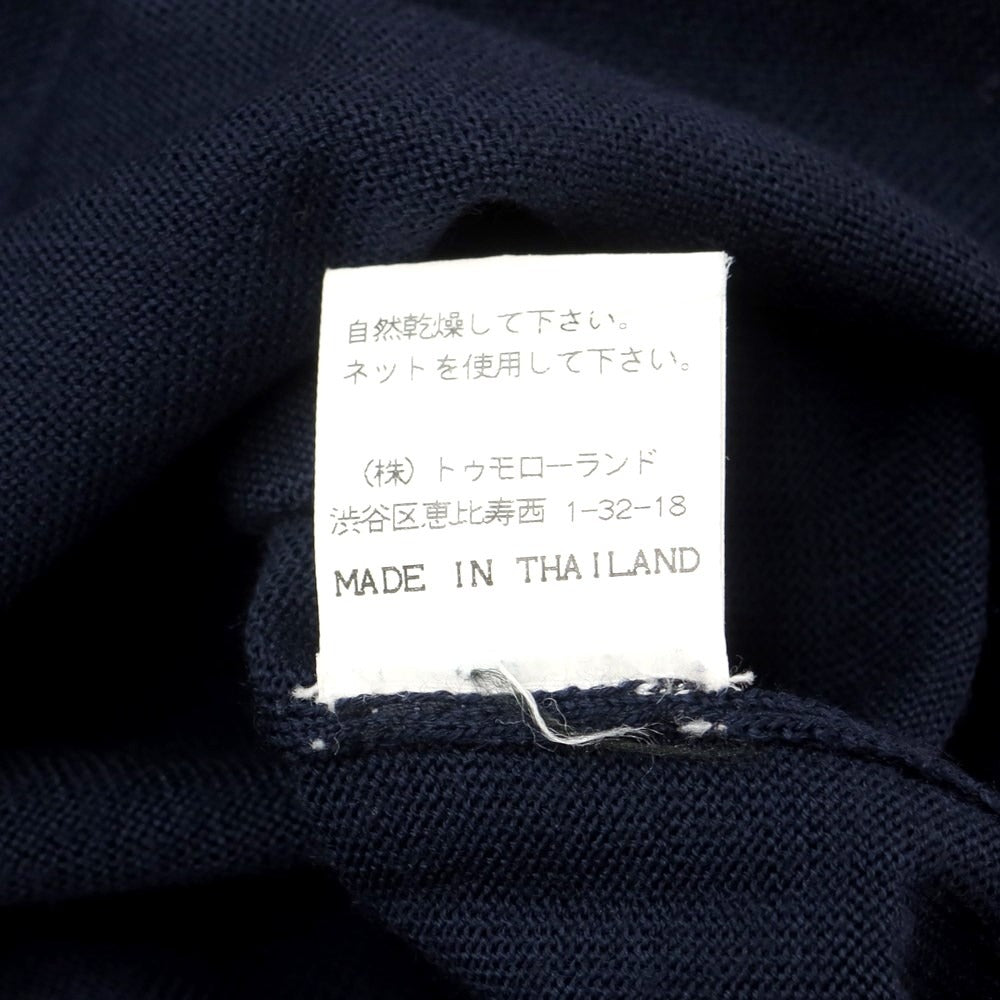 自然乾燥して下さい。
ネットを使用して下さい。
(株)トゥモローランド
渋谷区恵比寿西 1-32-18
MADE IN THAILAND